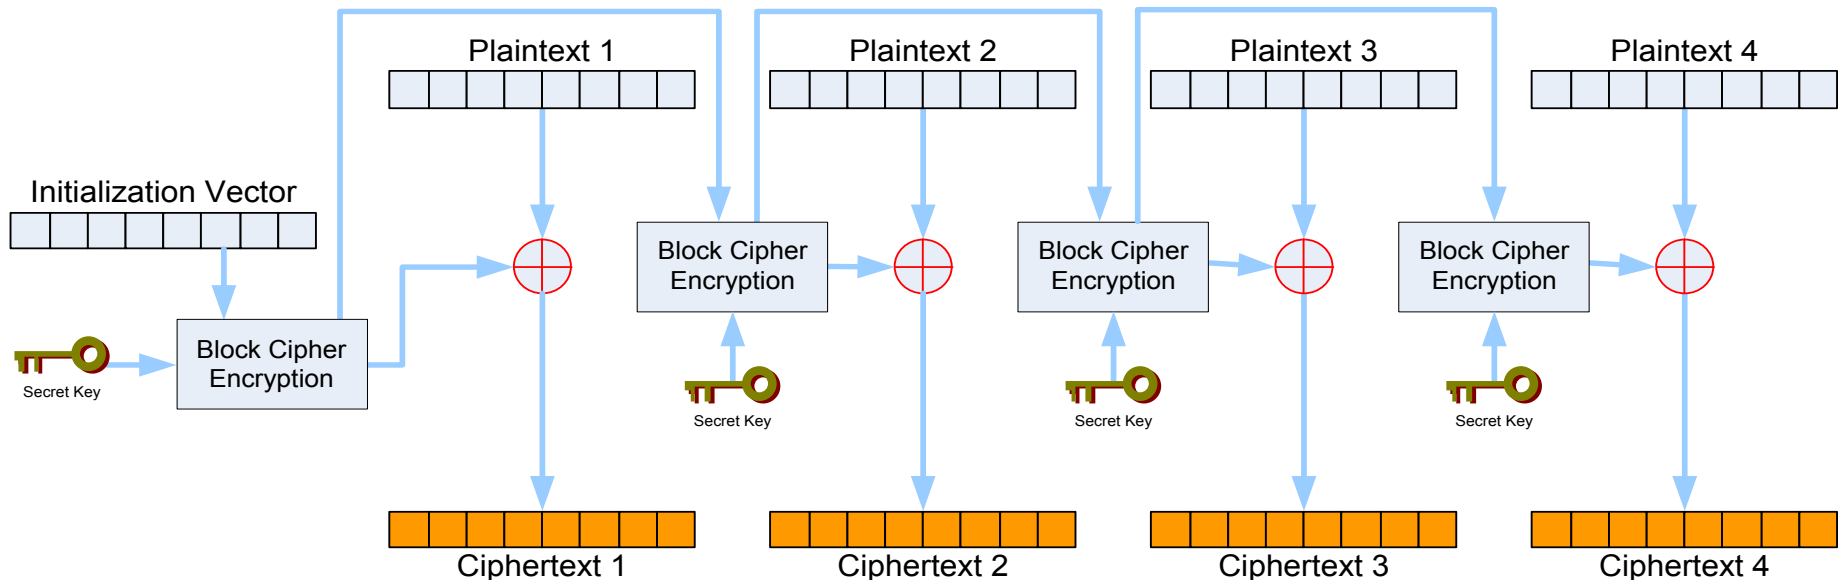 Plaintext 1
Plaintext 2
Plaintext 3
Plaintext 4
Initialization Vector
Block Cipher
Encryption
Block Cipher
Encryption
Block Cipher
Encryption
Block Cipher
Encryption
Secret Key
Secret Key
Secret Key
Secret Key
Ciphertext 1
Ciphertext 2
Ciphertext 3
Ciphertext 4